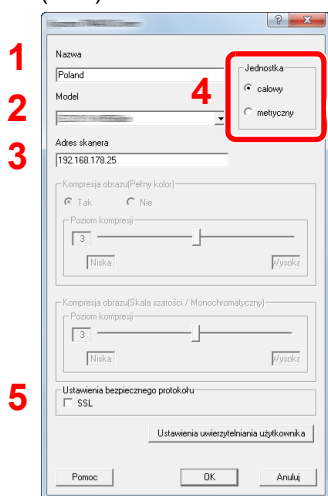 1
Nazwa
Poland
2
Model
3
Adres skanera
192.168.178.25
4
Jednostka
calowy
metryczny
Kompresja obrazu(Pełny kolor)
Tak Nie
Poziom kompresji
3
Niska Wysoka
Kompresja obrazu(Skala szarości / Monochromatyczny)
Poziom kompresji
3
Niska Wysoka
5
Ustawienia bezpiecznego protokołu
SSL
Ustawienia uwierzytelniania użytkownika
Pomoc OK Anuluj